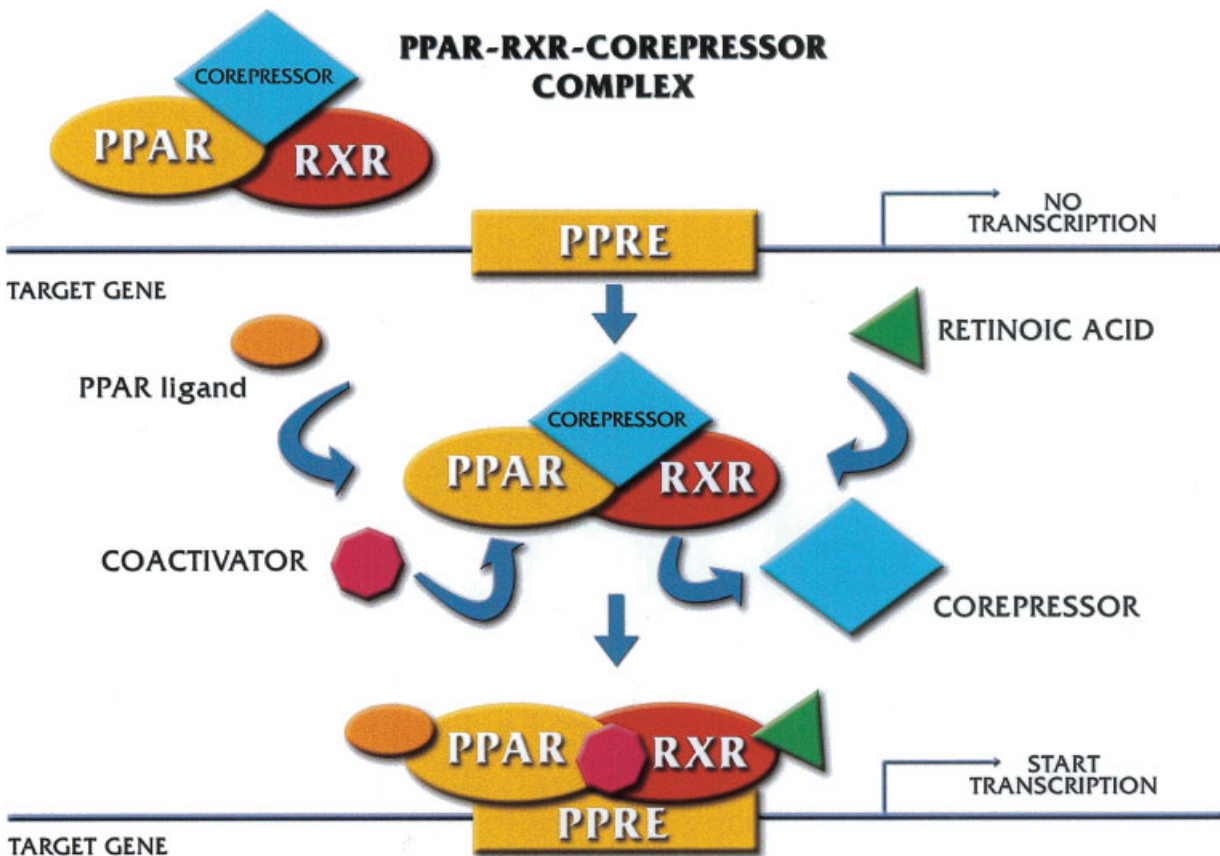 PPAR-RXR-COREPRESSOR
COMPLEX
COREPRESSOR
PPAR
RXR
NO
TRANSCRIPTION
PPRE
TARGET GENE
RETINOIC ACID
PPAR ligand
COREPRESSOR
PPAR
RXR
COACTIVATOR
COREPRESSOR
PPAR
RXR
START
TRANSCRIPTION
PPRE
TARGET GENE